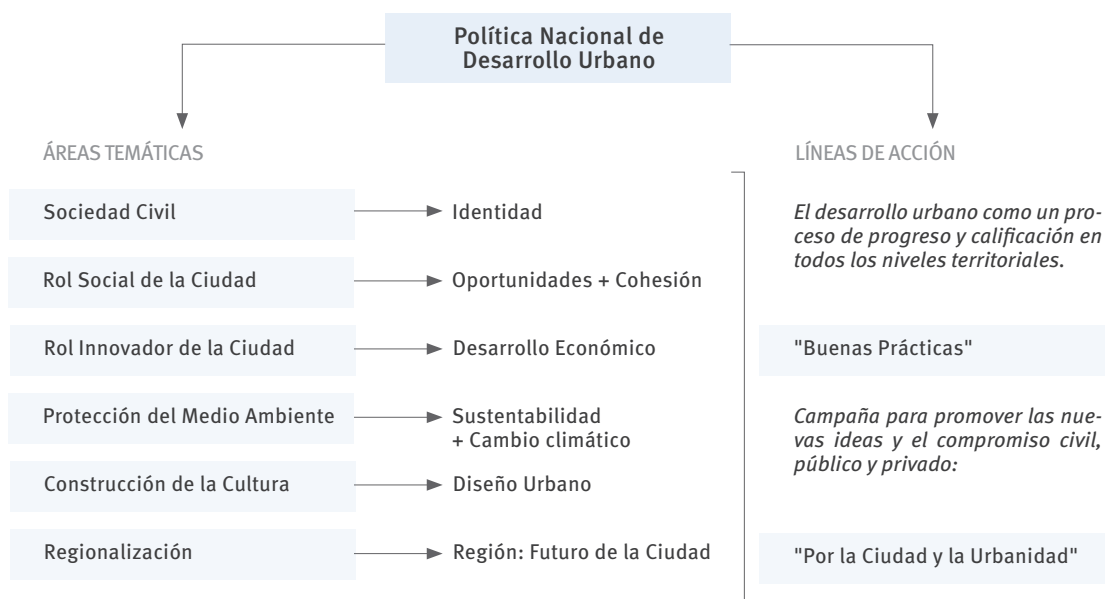 Política Nacional de
Desarrollo Urbano
ÁREAS TEMÁTICAS
Sociedad Civil
Identidad
Rol Social de la Ciudad
Oportunidades + Cohesión
Rol Innovador de la Ciudad
Desarrollo Económico
Protección del Medio Ambiente
Sustentabilidad
+ Cambio climático
Construcción de la Cultura
Diseño Urbano
Regionalización
Región: Futuro de la Ciudad
LÍNEAS DE ACCIÓN
El desarrollo urbano como un pro-
ceso de progreso y calificación en
todos los niveles territoriales.
"Buenas Prácticas"
Campaña para promover las nue-
vas ideas y el compromiso civil,
público y privado:
"Por la Ciudad y la Urbanidad"